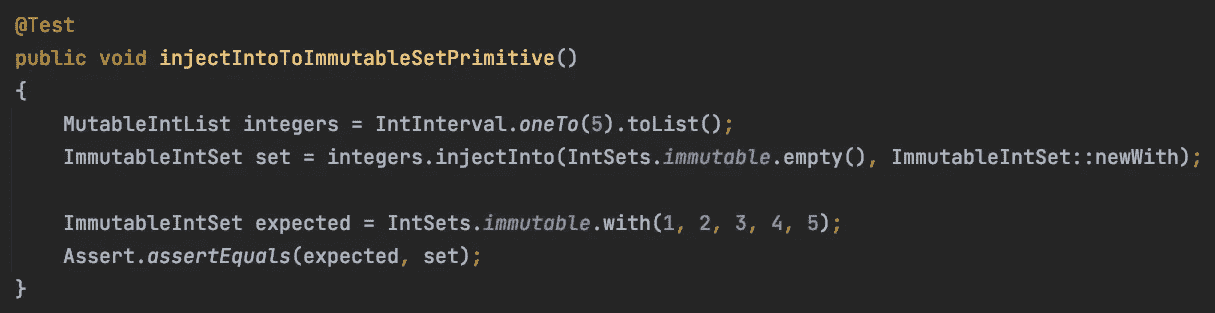 @Test
public void injectIntoToImmutableSetPrimitive()
{
    MutableIntList integers = IntInterval.oneTo(5).toList();
    ImmutableIntSet set = integers.injectInto(IntSets.immutable.empty(), ImmutableIntSet::newWith);

    ImmutableIntSet expected = IntSets.immutable.with(1, 2, 3, 4, 5);
    Assert.assertEquals(expected, set);
}